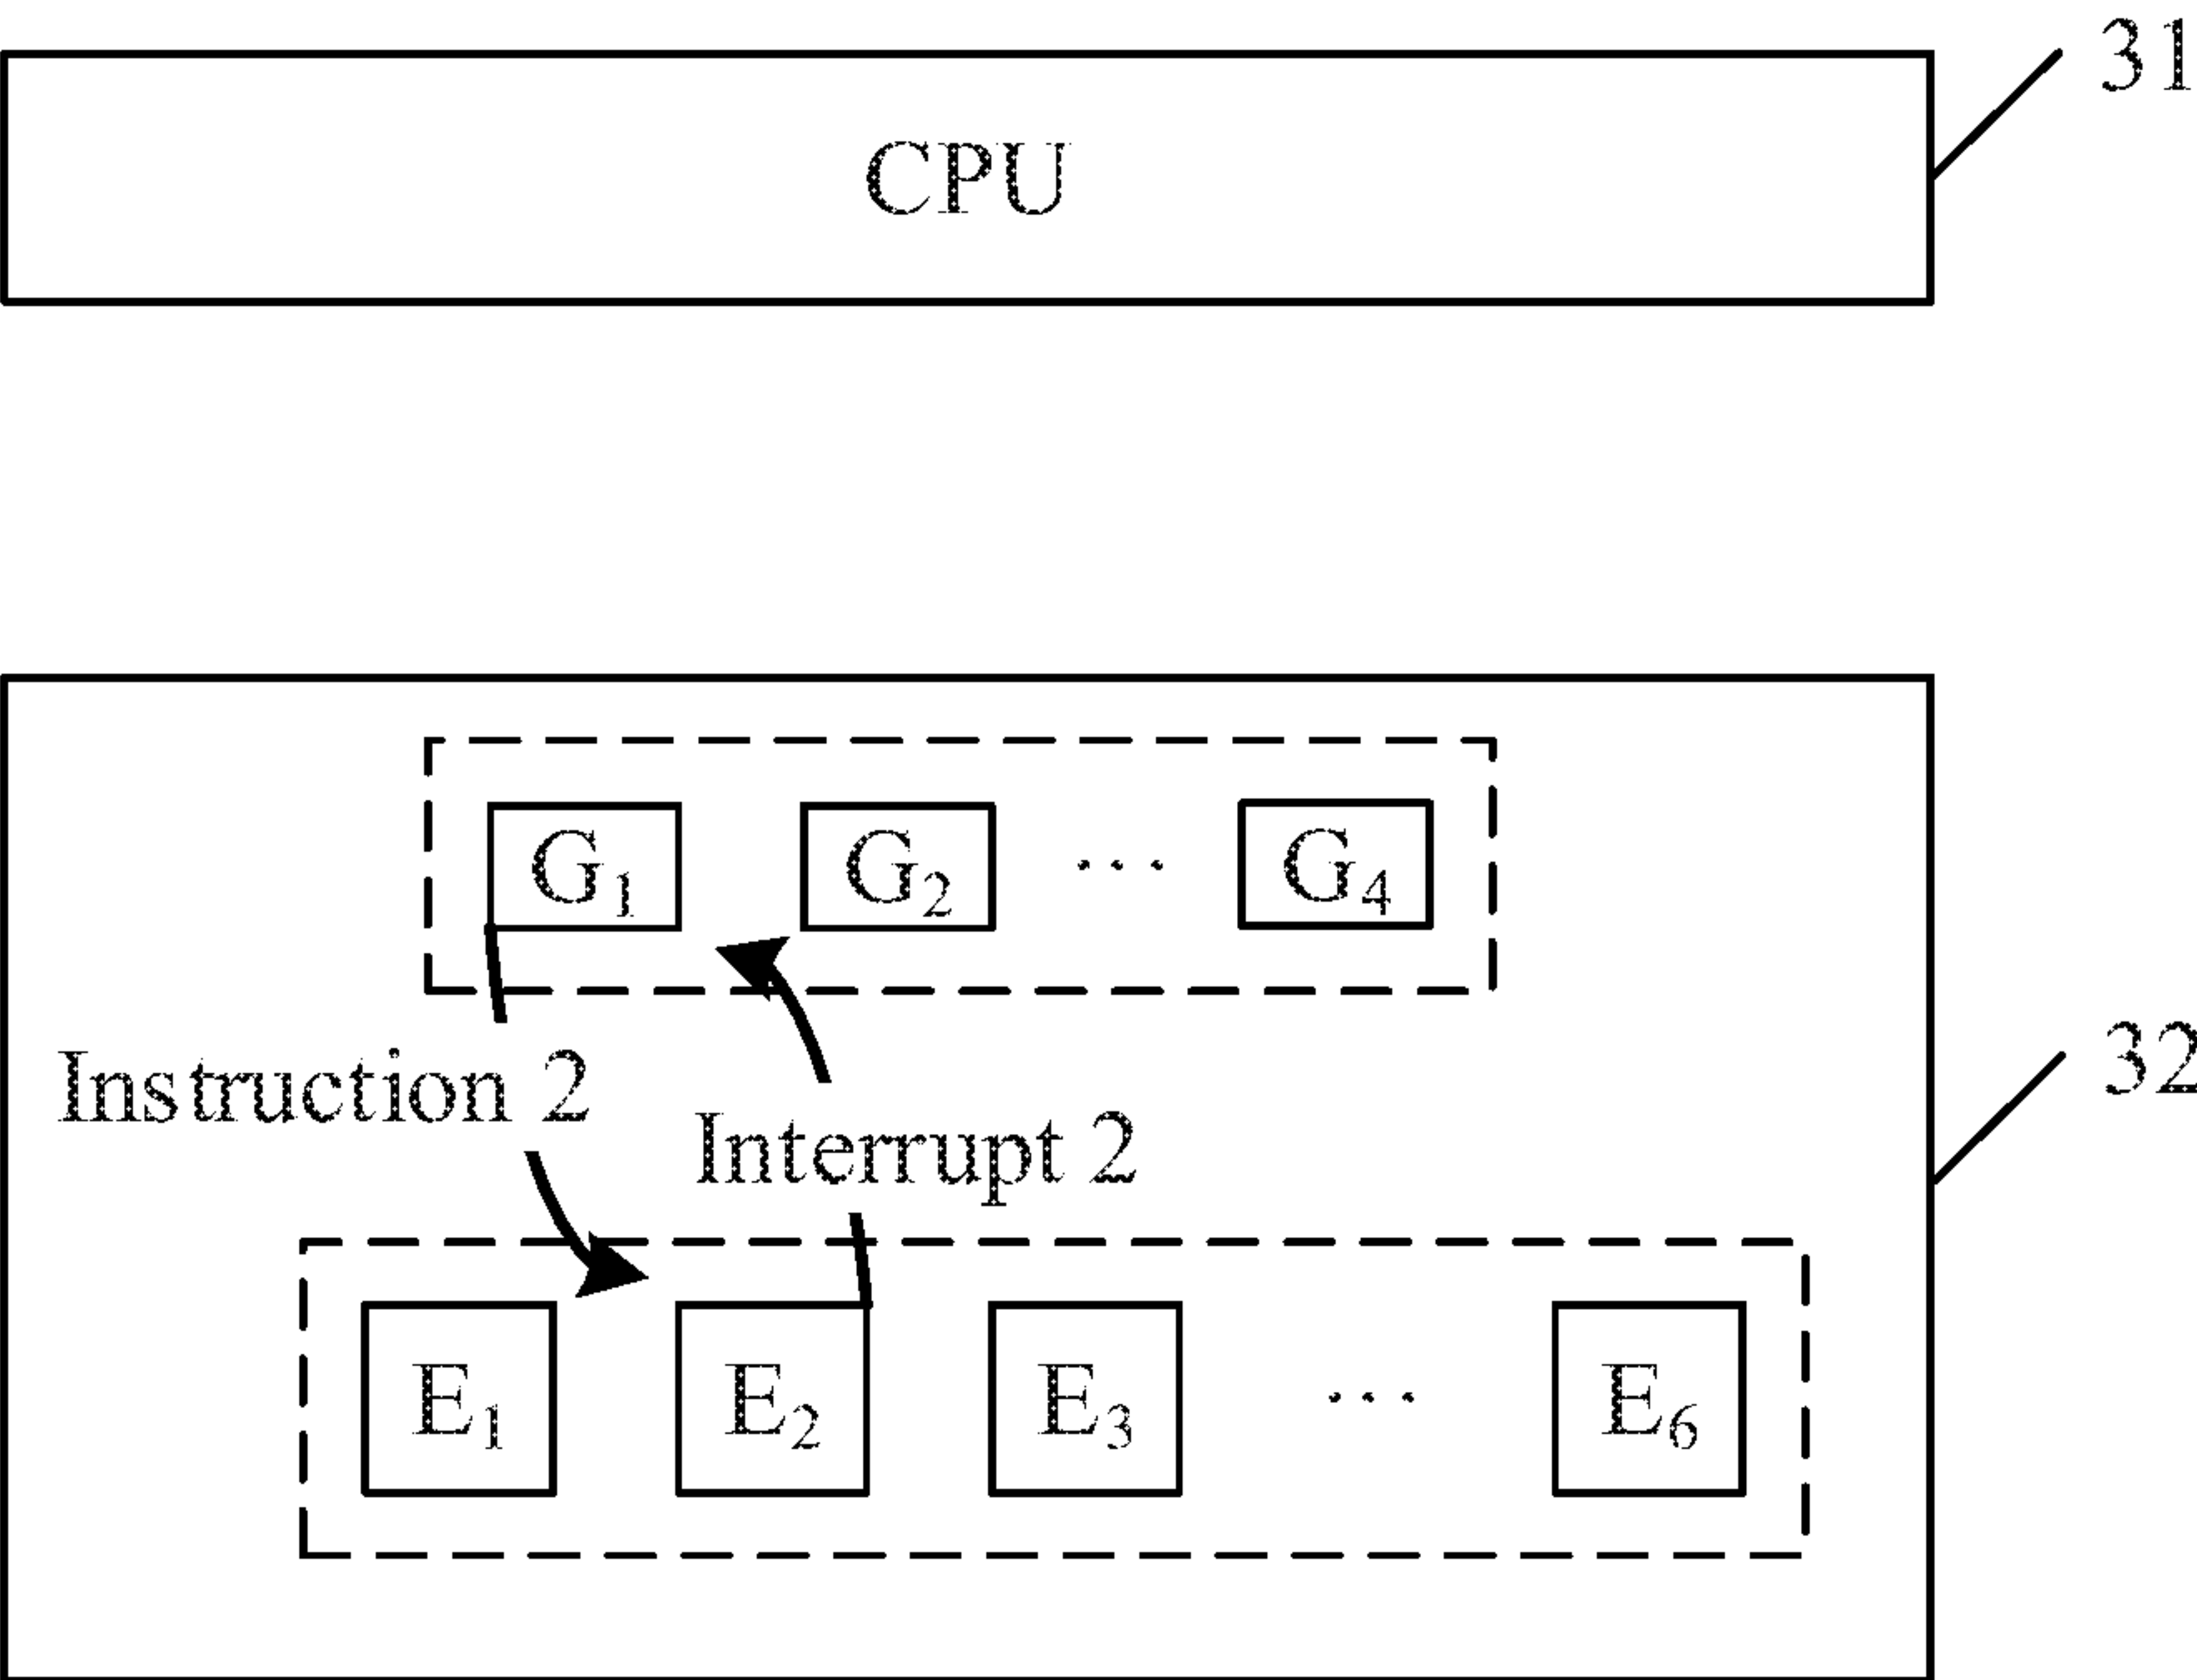 31
CPU
G₁ G₂ ··· G₄
Instruction 2
32
Interrupt 2
E₁ E₂ E₃ ··· E₆